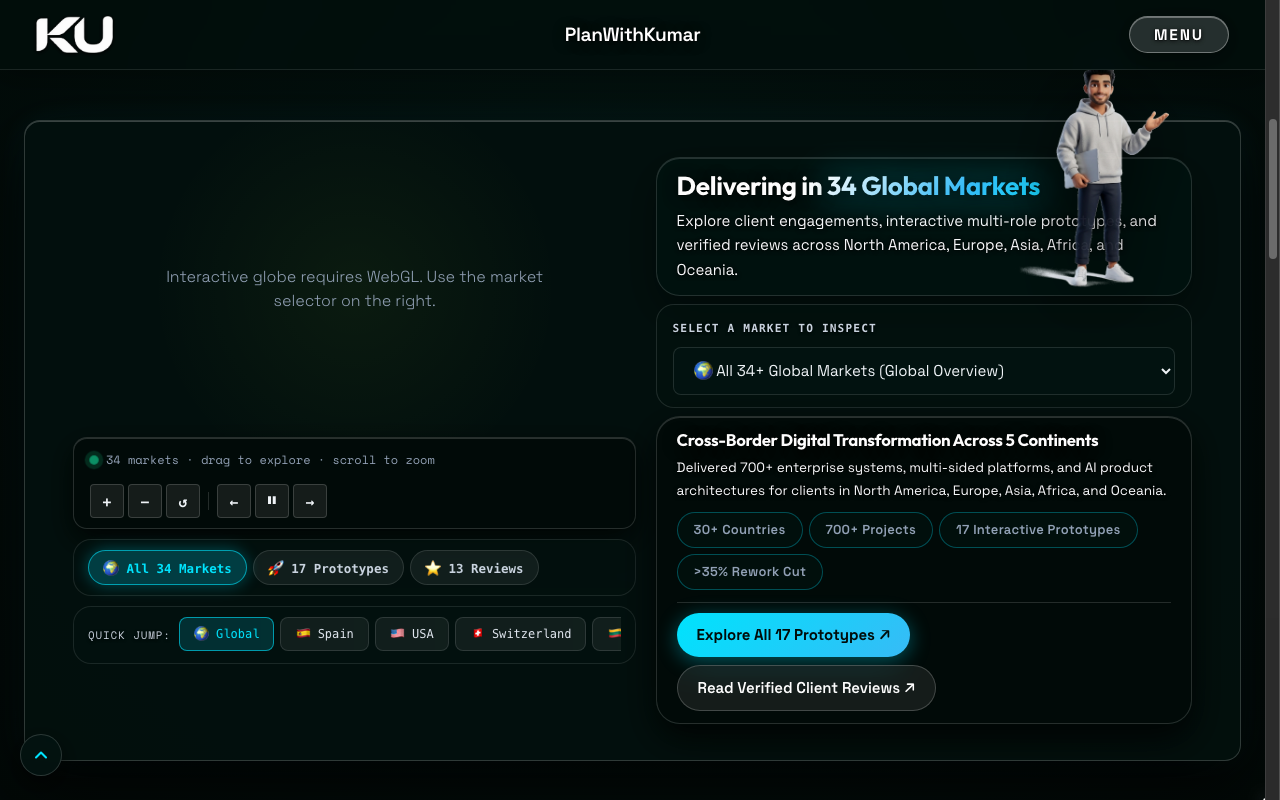 KU
PlanWithKumar
MENU
Interactive globe requires WebGL. Use the market
selector on the right.
34 markets · drag to explore · scroll to zoom
+ − ↺ ← ⏸ →
🌍 All 34 Markets
🚀 17 Prototypes
⭐ 13 Reviews
QUICK JUMP:
🌍 Global
🇪🇸 Spain
🇺🇸 USA
🇨🇭 Switzerland
Delivering in 34 Global Markets
Explore client engagements, interactive multi-role prototypes, and
verified reviews across North America, Europe, Asia, Africa, and
Oceania.
SELECT A MARKET TO INSPECT
🌍 All 34+ Global Markets (Global Overview)
Cross-Border Digital Transformation Across 5 Continents
Delivered 700+ enterprise systems, multi-sided platforms, and AI product
architectures for clients in North America, Europe, Asia, Africa, and Oceania.
30+ Countries
700+ Projects
17 Interactive Prototypes
>35% Rework Cut
Explore All 17 Prototypes ↗
Read Verified Client Reviews ↗